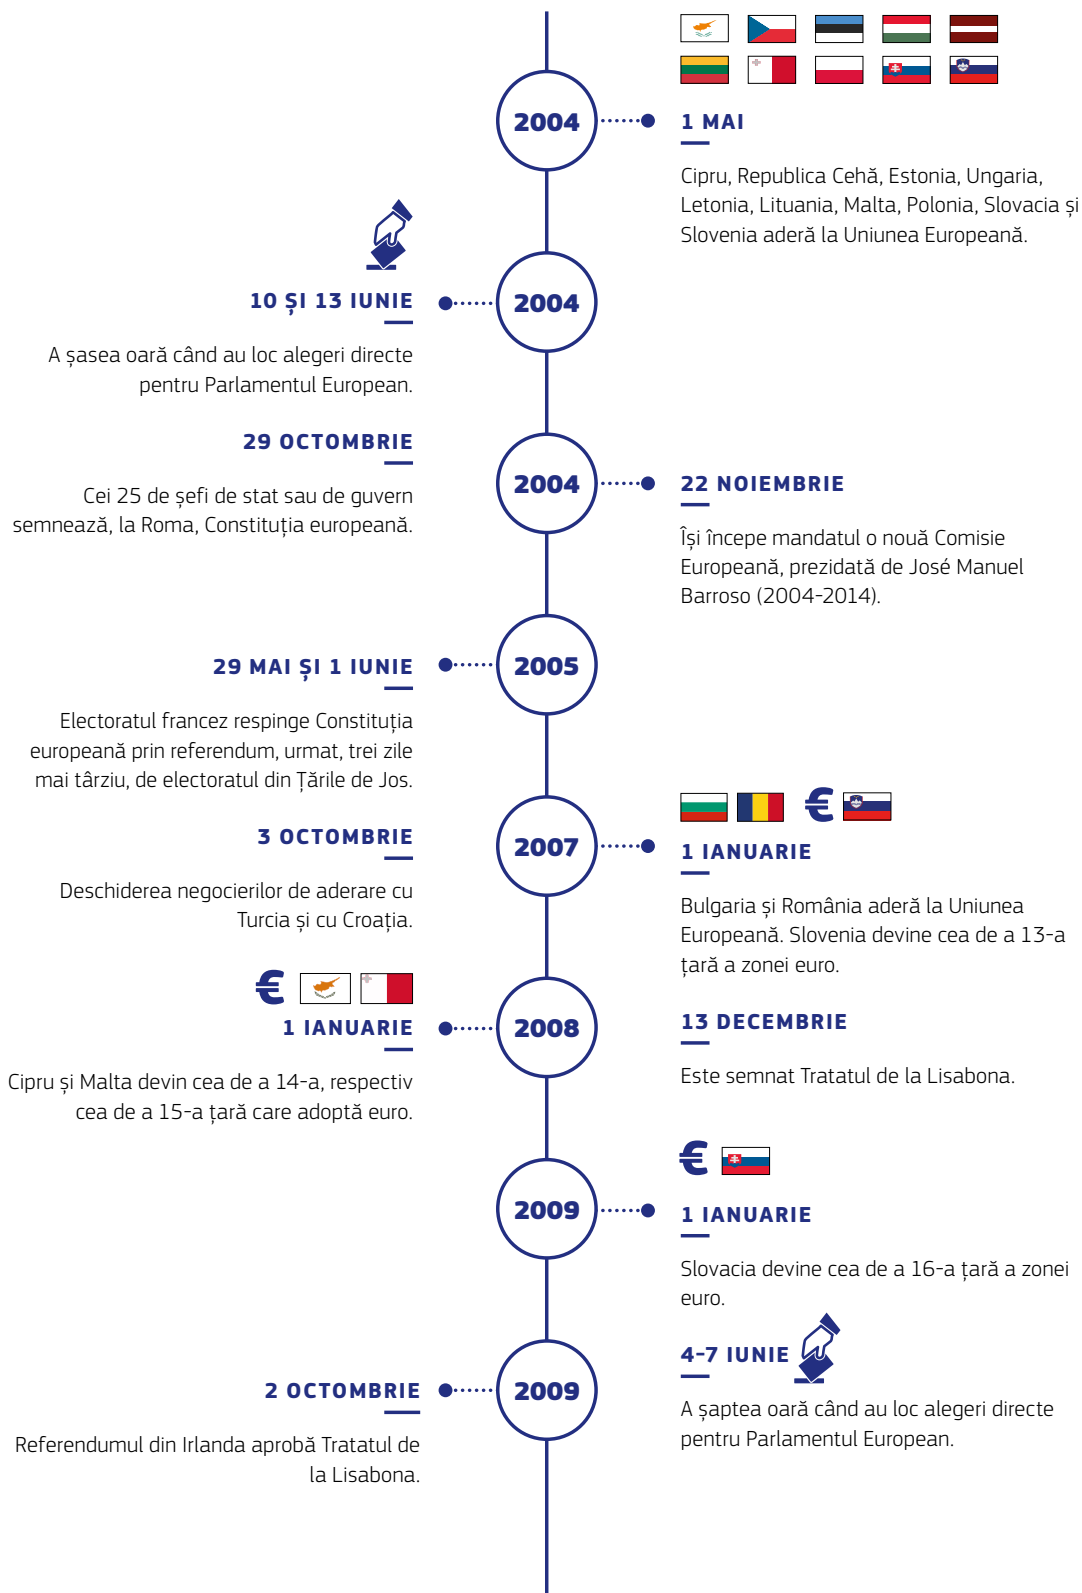 2004
1 MAI
Cipru, Republica Cehă, Estonia, Ungaria,
Letonia, Lituania, Malta, Polonia, Slovacia și
Slovenia aderă la Uniunea Europeană.
2004
10 ȘI 13 IUNIE
A șasea oară când au loc alegeri directe
pentru Parlamentul European.
29 OCTOMBRIE
Cei 25 de șefi de stat sau de guvern
semnează, la Roma, Constituția europeană.
2004
22 NOIEMBRIE
Își începe mandatul o nouă Comisie
Europeană, prezidată de José Manuel
Barroso (2004-2014).
2005
29 MAI ȘI 1 IUNIE
Electoratul francez respinge Constituția
europeană prin referendum, urmat, trei zile
mai târziu, de electoratul din Țările de Jos.
3 OCTOMBRIE
Deschiderea negocierilor de aderare cu
Turcia și cu Croația.
2007
€
1 IANUARIE
Bulgaria și România aderă la Uniunea
Europeană. Slovenia devine cea de a 13-a
țară a zonei euro.
13 DECEMBRIE
Este semnat Tratatul de la Lisabona.
€
2008
1 IANUARIE
Cipru și Malta devin cea de a 14-a, respectiv
cea de a 15-a țară care adoptă euro.
€
2009
1 IANUARIE
Slovacia devine cea de a 16-a țară a zonei
euro.
4-7 IUNIE
A șaptea oară când au loc alegeri directe
pentru Parlamentul European.
2009
2 OCTOMBRIE
Referendumul din Irlanda aprobă Tratatul de
la Lisabona.